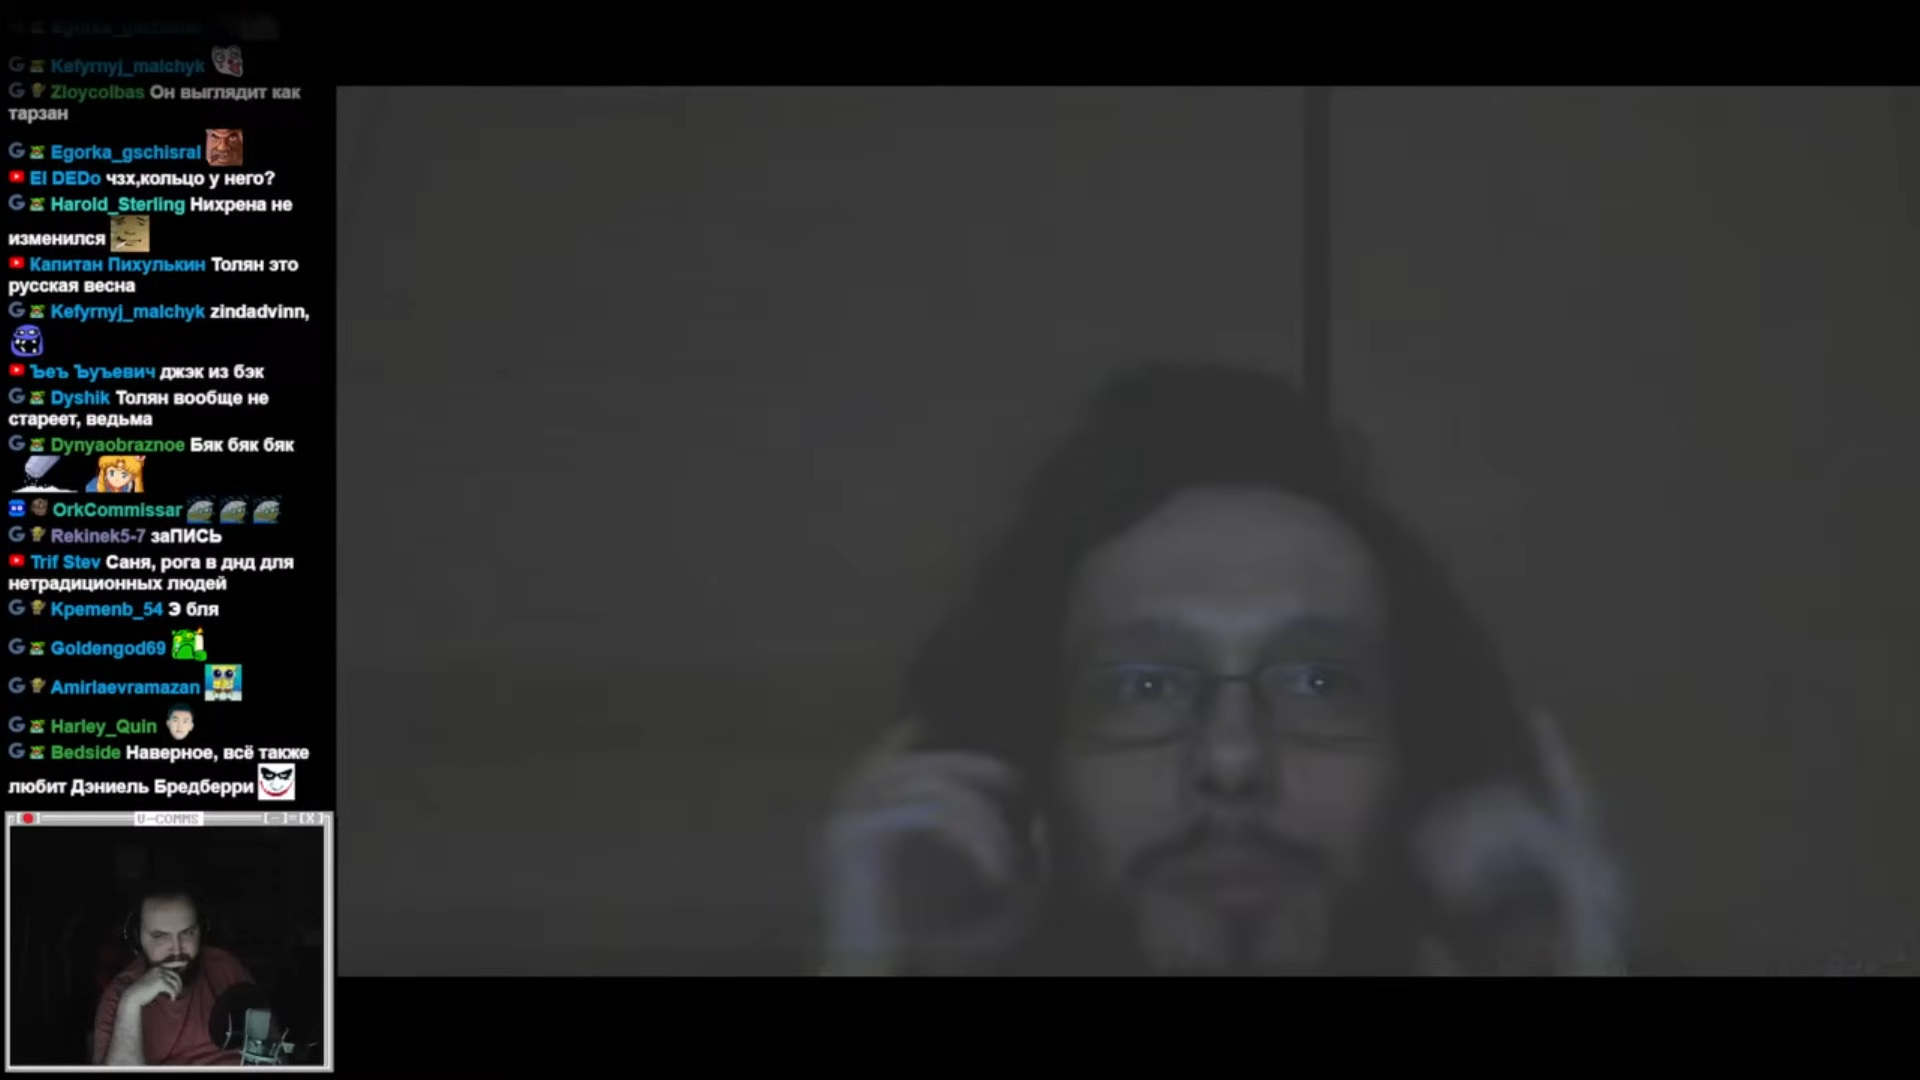 Kefyrnyj_malchyk
Zloycolbas Он выглядит как
тарзан
Egorka_gschisral
El DEDo чзх,кольцо у него?
Harold_Sterling Нихрена не
изменился
Капитан Пихулькин Толян это
русская весна
Kefyrnyj_malchyk zindadvinn,
Ъеъ Ъуъевич джэк из бэк
Dyshik Толян вообще не
стареет, ведьма
Dynyaobraznoe Бяк бяк бяк
OrkCommissar
Rekinek5-7 заПИСЬ
Trif Stev Саня, рога в днд для
нетрадиционных людей
Kpemenb_54 Э бля
Goldengod69
Amirlaevramazan
Harley_Quin
Bedside Наверное, всё также
любит Дэниель Бредберри
V-COMMS [-]=[X]